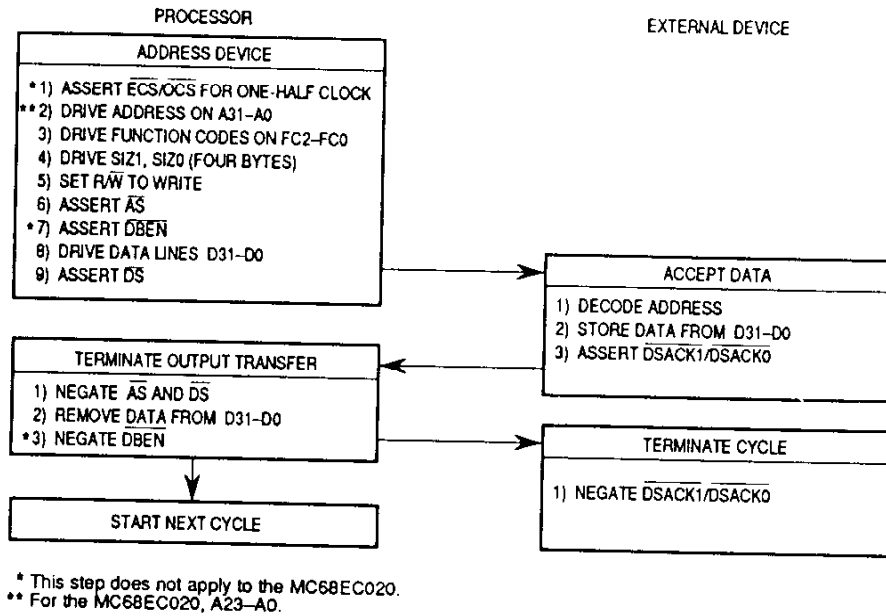 PROCESSOR
EXTERNAL DEVICE
ADDRESS DEVICE
*1) ASSERT ECS/OCS FOR ONE-HALF CLOCK
**2) DRIVE ADDRESS ON A31–A0
3) DRIVE FUNCTION CODES ON FC2–FC0
4) DRIVE SIZ1, SIZ0 (FOUR BYTES)
5) SET R/W TO WRITE
6) ASSERT AS
*7) ASSERT DBEN
8) DRIVE DATA LINES D31–D0
9) ASSERT DS
ACCEPT DATA
1) DECODE ADDRESS
2) STORE DATA FROM D31–D0
3) ASSERT DSACK1/DSACK0
TERMINATE OUTPUT TRANSFER
1) NEGATE AS AND DS
2) REMOVE DATA FROM D31–D0
*3) NEGATE DBEN
TERMINATE CYCLE
1) NEGATE DSACK1/DSACK0
START NEXT CYCLE
* This step does not apply to the MC68EC020.
** For the MC68EC020, A23–A0.